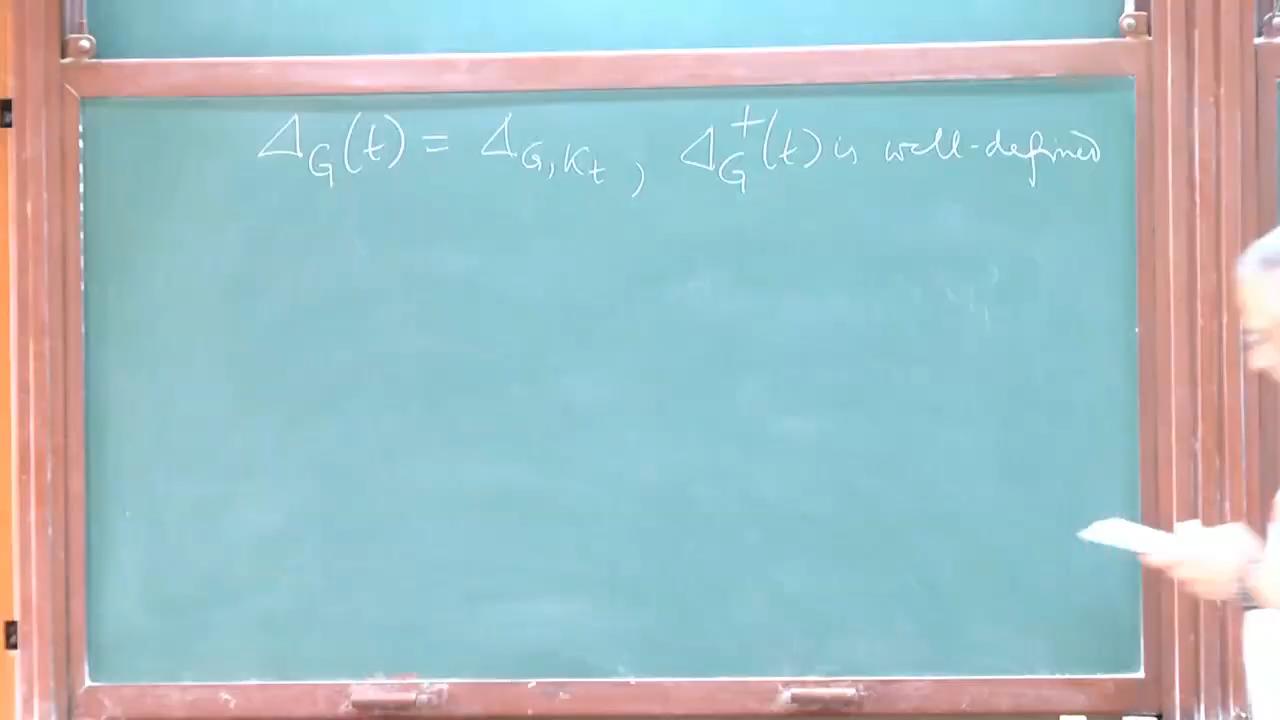 Δ_G(t) = Δ_{G,K_t}, Δ_G^+(t) is well-defined